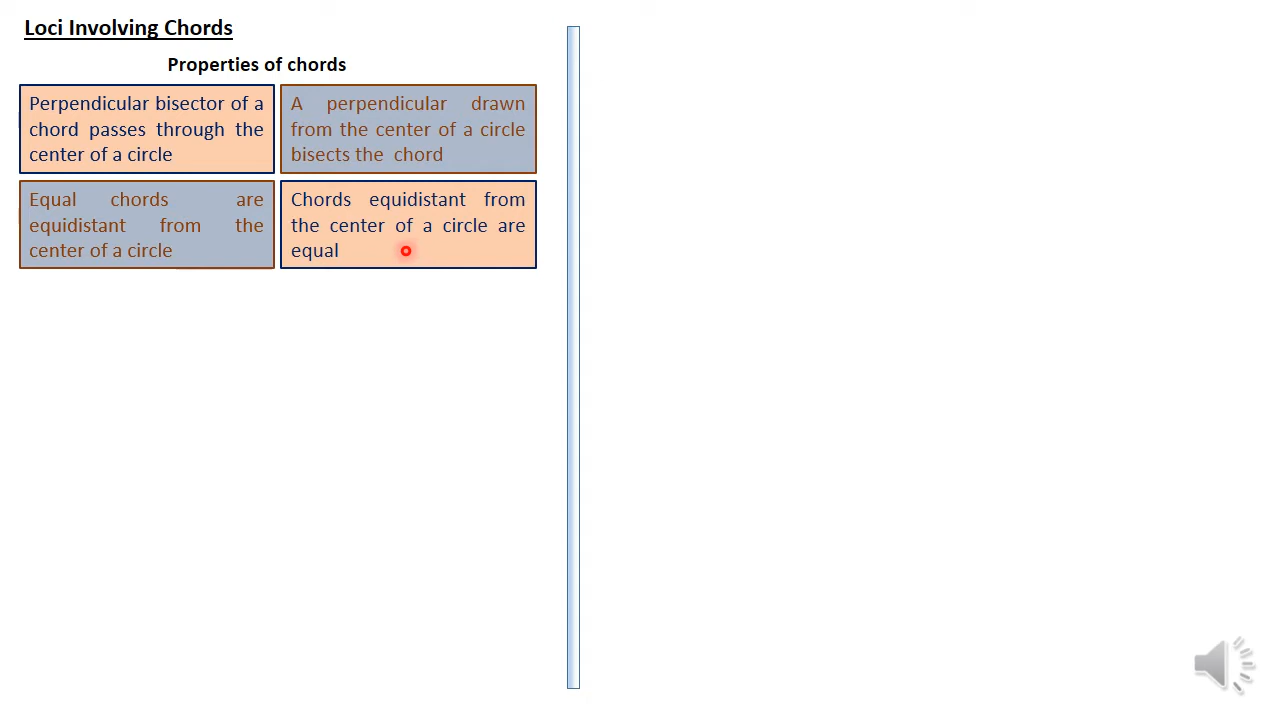 Loci Involving Chords
Properties of chords
Perpendicular bisector of a
chord passes through the
center of a circle
A perpendicular drawn
from the center of a circle
bisects the chord
Equal chords are
equidistant from the
center of a circle
Chords equidistant from
the center of a circle are
equal